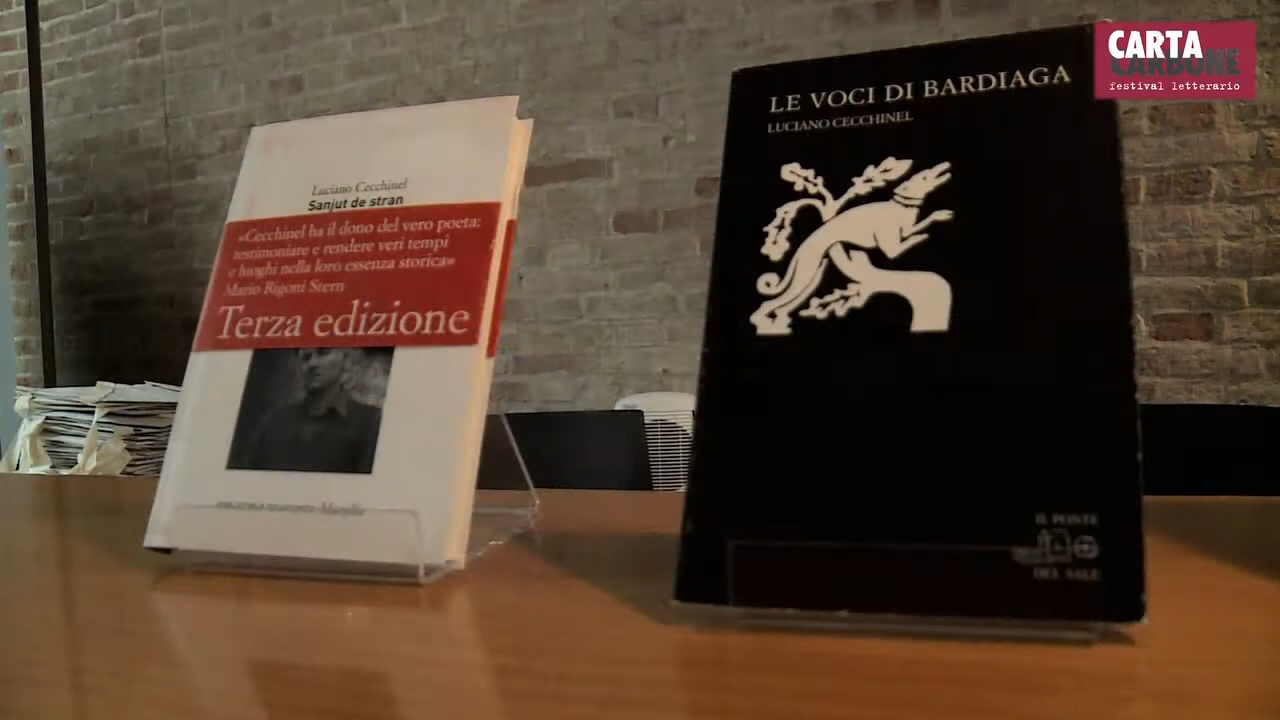 Luciano Cecchinel
Sanjut de stran
«Cecchinel ha il dono del vero poeta:
testimoniare e rendere veri tempi
e luoghi nella loro essenza storica»
Mario Rigoni Stern
Terza edizione
Marsilio
LE VOCI DI BARDIAGA
LUCIANO CECCHINEL
IL PONTE
DEL SALE
CARTA
CARBONE
festival letterario